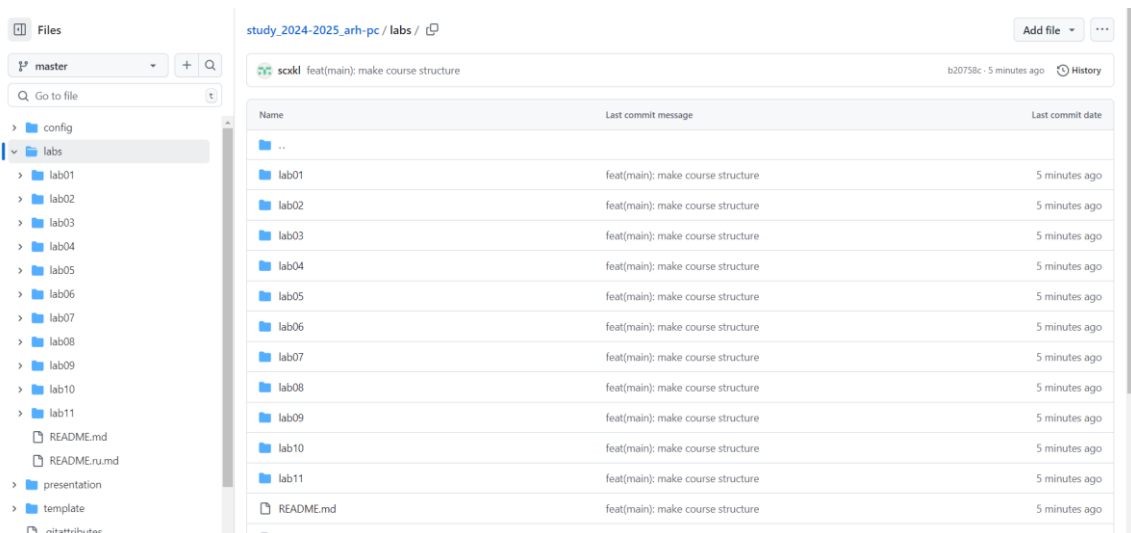 Files
master
Go to file
t
config
labs
lab01
lab02
lab03
lab04
lab05
lab06
lab07
lab08
lab09
lab10
lab11
README.md
README.ru.md
presentation
template
.gitattributes
study_2024-2025_arh-pc / labs /
Add file
scxkl feat(main): make course structure
b20758c · 5 minutes ago History
Name Last commit message Last commit date
..
lab01 feat(main): make course structure 5 minutes ago
lab02 feat(main): make course structure 5 minutes ago
lab03 feat(main): make course structure 5 minutes ago
lab04 feat(main): make course structure 5 minutes ago
lab05 feat(main): make course structure 5 minutes ago
lab06 feat(main): make course structure 5 minutes ago
lab07 feat(main): make course structure 5 minutes ago
lab08 feat(main): make course structure 5 minutes ago
lab09 feat(main): make course structure 5 minutes ago
lab10 feat(main): make course structure 5 minutes ago
lab11 feat(main): make course structure 5 minutes ago
README.md feat(main): make course structure 5 minutes ago